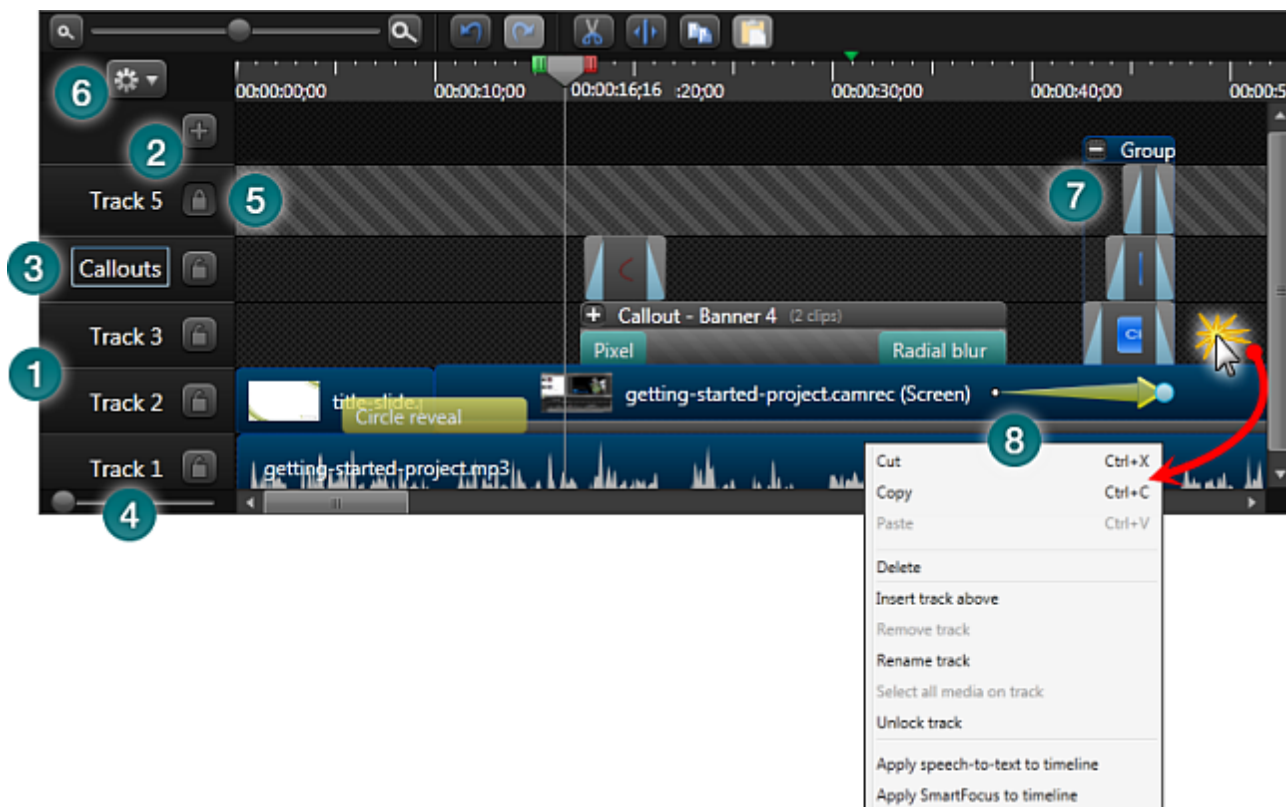 6
00:00:00;00 00:00:10;00 00:00:16;16 :20;00 00:00:30;00 00:00:40;00 00:00:5
2
7 Group
Track 5 5
3 Callouts
Track 3 + Callout - Banner 4 (2 clips)
Pixel Radial blur
1
Track 2 title-slide. getting-started-project.camrec (Screen)
Circle reveal
8
Track 1 getting-started-project.mp3
4
Cut Ctrl+X
Copy Ctrl+C
Paste Ctrl+V
Delete
Insert track above
Remove track
Rename track
Select all media on track
Unlock track
Apply speech-to-text to timeline
Apply SmartFocus to timeline